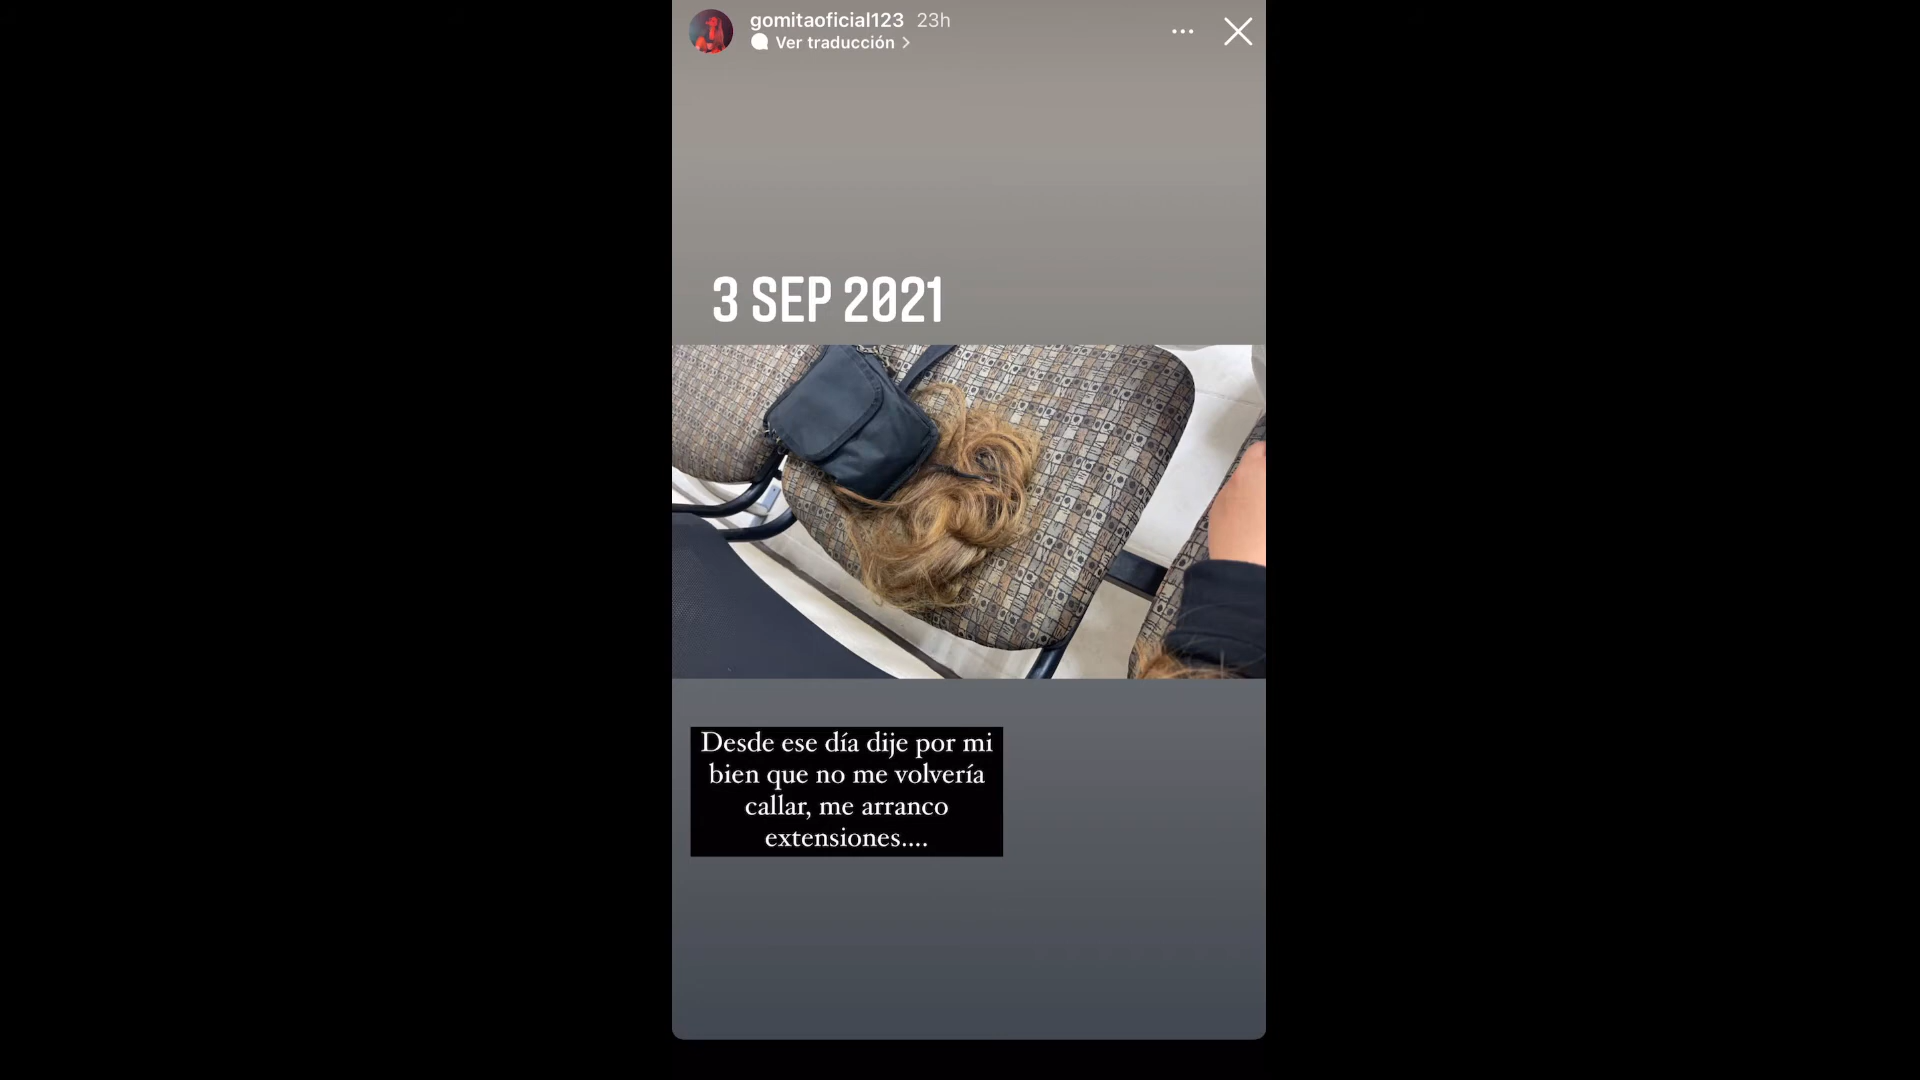 gomitaoficial123 23h
Ver traducción
3 SEP 2021
Desde ese día dije por mi
bien que no me volvería
callar, me arranco
extensiones....